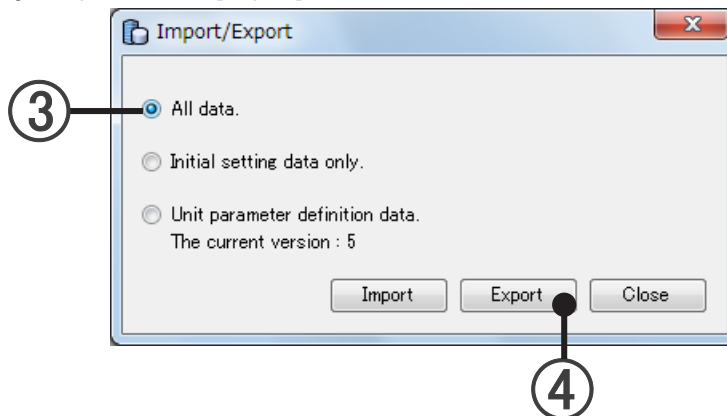 Import/Export
③
All data.
Initial setting data only.
Unit parameter definition data.
The current version : 5
Import
Export
Close
④